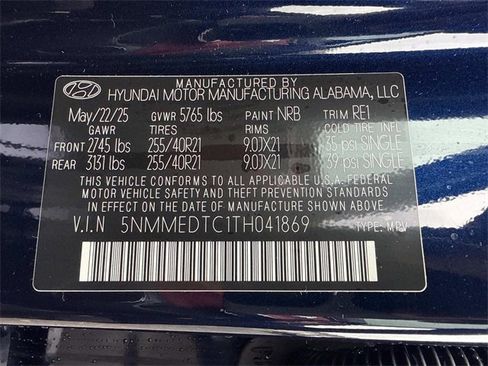 MANUFACTURED BY
HYUNDAI MOTOR MANUFACTURING ALABAMA, LLC
May/22/25 GVWR 5765 lbs PAINT NRB TRIM RE1
GAWR TIRES RIMS COLD TIRE INFL
FRONT 2745 lbs 255/40R21 9.0JX21 35 psi SINGLE
REAR 3131 lbs 255/40R21 9.0JX21 39 psi SINGLE
THIS VEHICLE CONFORMS TO ALL APPLICABLE U.S.A. FEDERAL MOTOR
VEHICLE SAFETY, BUMPER, AND THEFT PREVENTION STANDARDS
IN EFFECT ON THE DATE OF MANUFACTURE SHOWN ABOVE.
V.I.N 5NMMEDTC1TH041869 TYPE: MPV